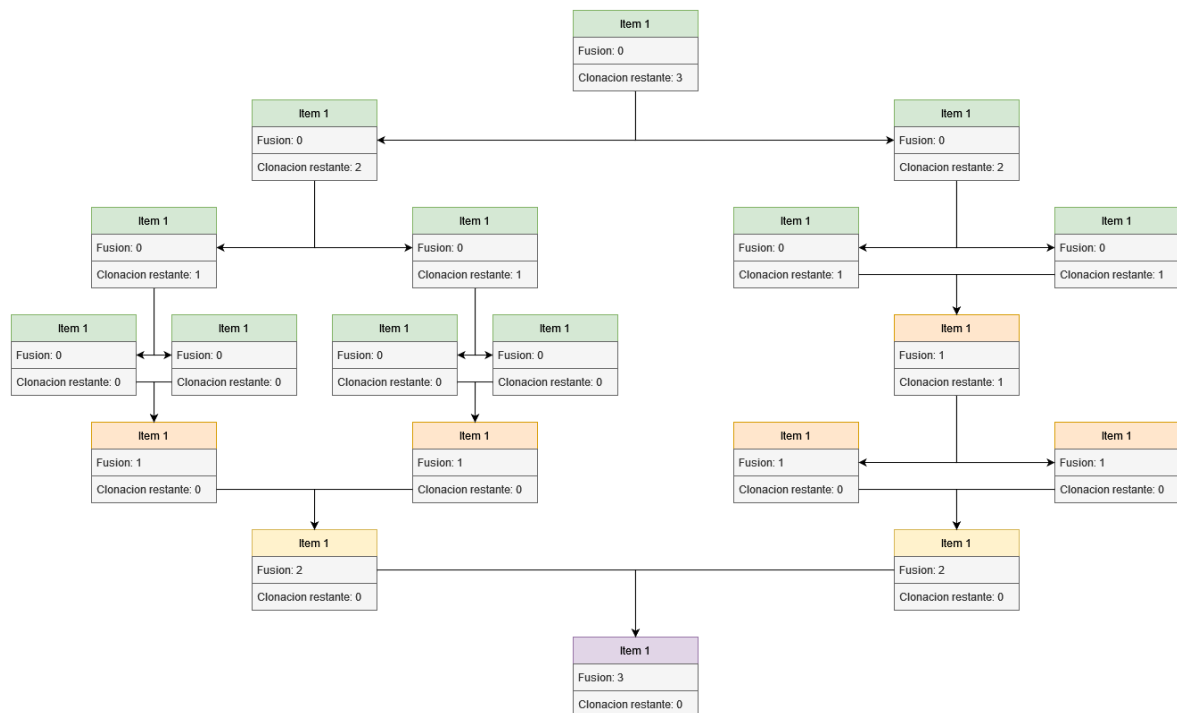 Item 1
Fusion: 0
Clonacion restante: 3
Item 1
Fusion: 0
Clonacion restante: 2
Item 1
Fusion: 0
Clonacion restante: 2
Item 1
Fusion: 0
Clonacion restante: 1
Item 1
Fusion: 0
Clonacion restante: 1
Item 1
Fusion: 0
Clonacion restante: 1
Item 1
Fusion: 0
Clonacion restante: 1
Item 1
Fusion: 0
Clonacion restante: 0
Item 1
Fusion: 0
Clonacion restante: 0
Item 1
Fusion: 0
Clonacion restante: 0
Item 1
Fusion: 0
Clonacion restante: 0
Item 1
Fusion: 1
Clonacion restante: 1
Item 1
Fusion: 1
Clonacion restante: 0
Item 1
Fusion: 1
Clonacion restante: 0
Item 1
Fusion: 1
Clonacion restante: 0
Item 1
Fusion: 1
Clonacion restante: 0
Item 1
Fusion: 2
Clonacion restante: 0
Item 1
Fusion: 2
Clonacion restante: 0
Item 1
Fusion: 3
Clonacion restante: 0